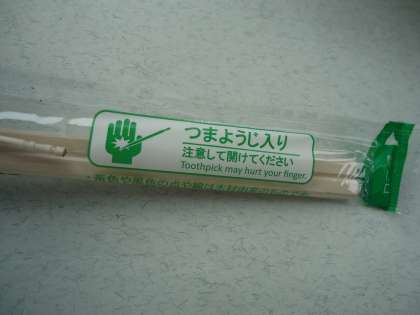 つまようじ入り
注意して開けてください
Toothpick may hurt your finger.